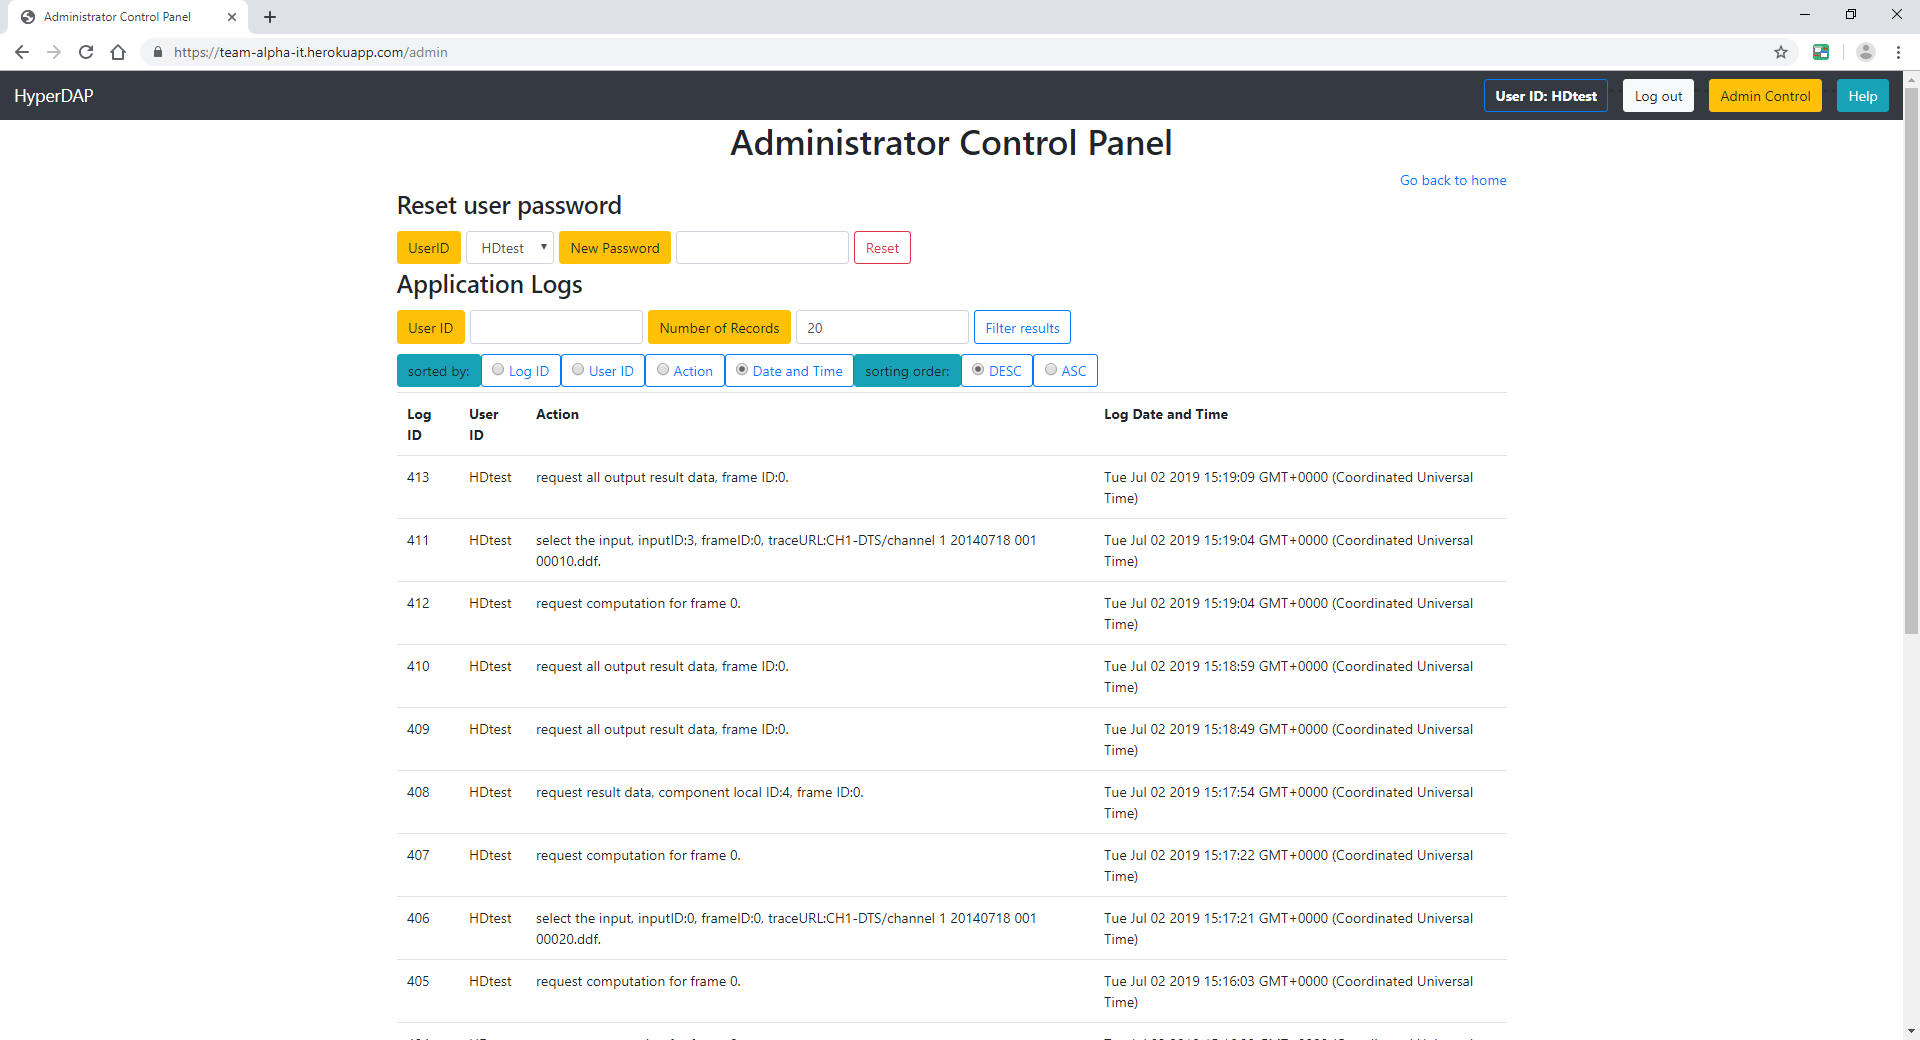 Administrator Control Panel
https://team-alpha-it.herokuapp.com/admin
HyperDAP
User ID: HDtest
Log out
Admin Control
Help
Administrator Control Panel
Go back to home
Reset user password
UserID
HDtest
New Password
Reset
Application Logs
User ID
Number of Records
20
Filter results
sorted by:
Log ID
User ID
Action
Date and Time
sorting order:
DESC
ASC
Log ID
User ID
Action
Log Date and Time
413 HDtest request all output result data, frame ID:0. Tue Jul 02 2019 15:19:09 GMT+0000 (Coordinated Universal
Time)
411 HDtest select the input, inputID:3, frameID:0, traceURL:CH1-DTS/channel 1 20140718 001 Tue Jul 02 2019 15:19:04 GMT+0000 (Coordinated Universal
00010.ddf. Time)
412 HDtest request computation for frame 0. Tue Jul 02 2019 15:19:04 GMT+0000 (Coordinated Universal
Time)
410 HDtest request all output result data, frame ID:0. Tue Jul 02 2019 15:18:59 GMT+0000 (Coordinated Universal
Time)
409 HDtest request all output result data, frame ID:0. Tue Jul 02 2019 15:18:49 GMT+0000 (Coordinated Universal
Time)
408 HDtest request result data, component local ID:4, frame ID:0. Tue Jul 02 2019 15:17:54 GMT+0000 (Coordinated Universal
Time)
407 HDtest request computation for frame 0. Tue Jul 02 2019 15:17:22 GMT+0000 (Coordinated Universal
Time)
406 HDtest select the input, inputID:0, frameID:0, traceURL:CH1-DTS/channel 1 20140718 001 Tue Jul 02 2019 15:17:21 GMT+0000 (Coordinated Universal
00020.ddf. Time)
405 HDtest request computation for frame 0. Tue Jul 02 2019 15:16:03 GMT+0000 (Coordinated Universal
Time)